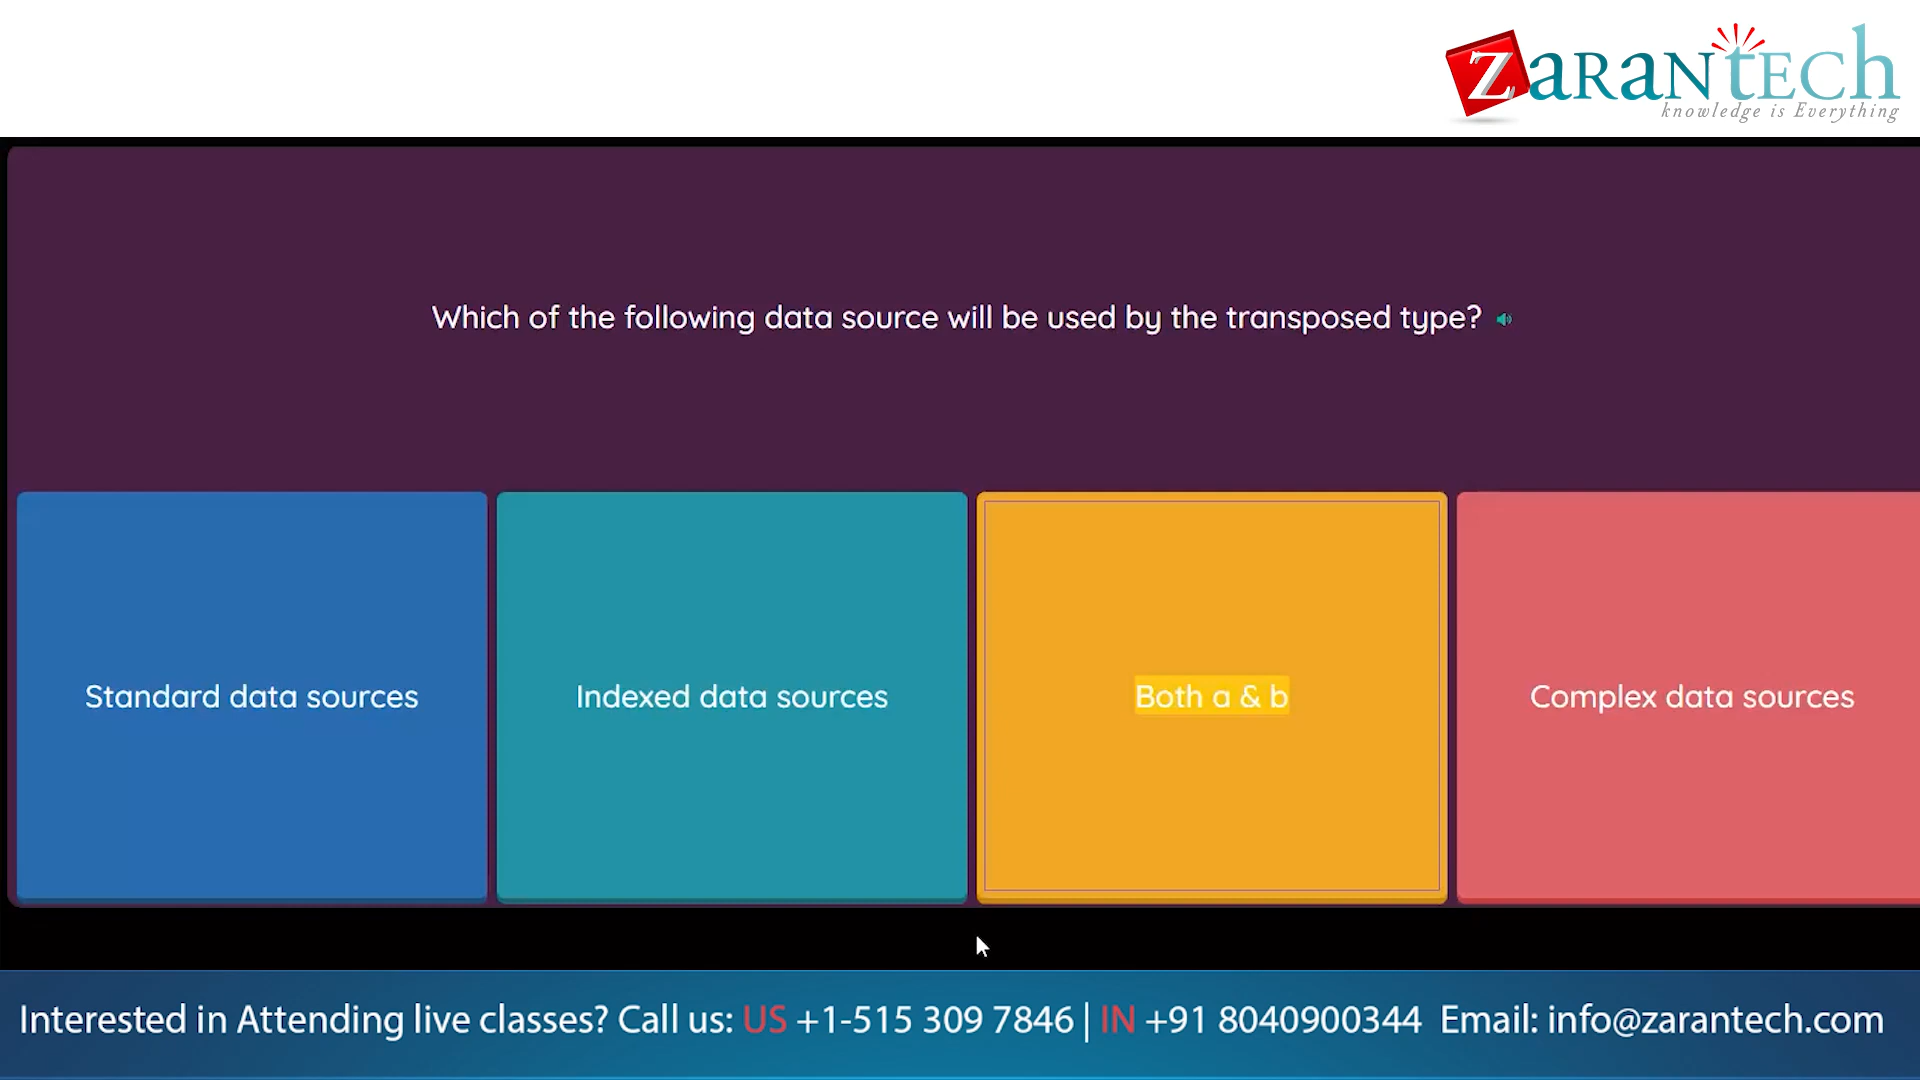 ZaranTech
knowledge is Everything
Which of the following data source will be used by the transposed type?
Standard data sources
Indexed data sources
Both a & b
Complex data sources
Interested in Attending live classes? Call us: US +1-515 309 7846 | IN +91 8040900344 Email: info@zarantech.com